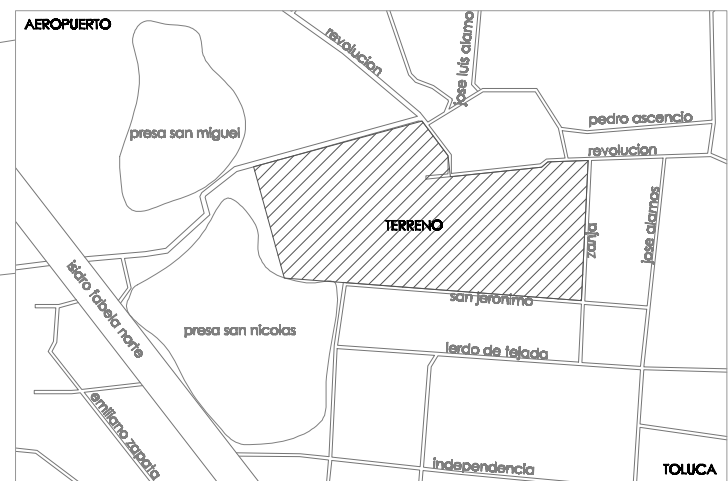 AEROPUERTO
revolucion
jose luis alamo
presa san miguel
pedro ascencio
revolucion
TERRENO
zanja
jose alamos
isidro fabela norte
san jeronimo
presa san nicolas
lerdo de tejada
emiliano zapata
independencia
TOLUCA